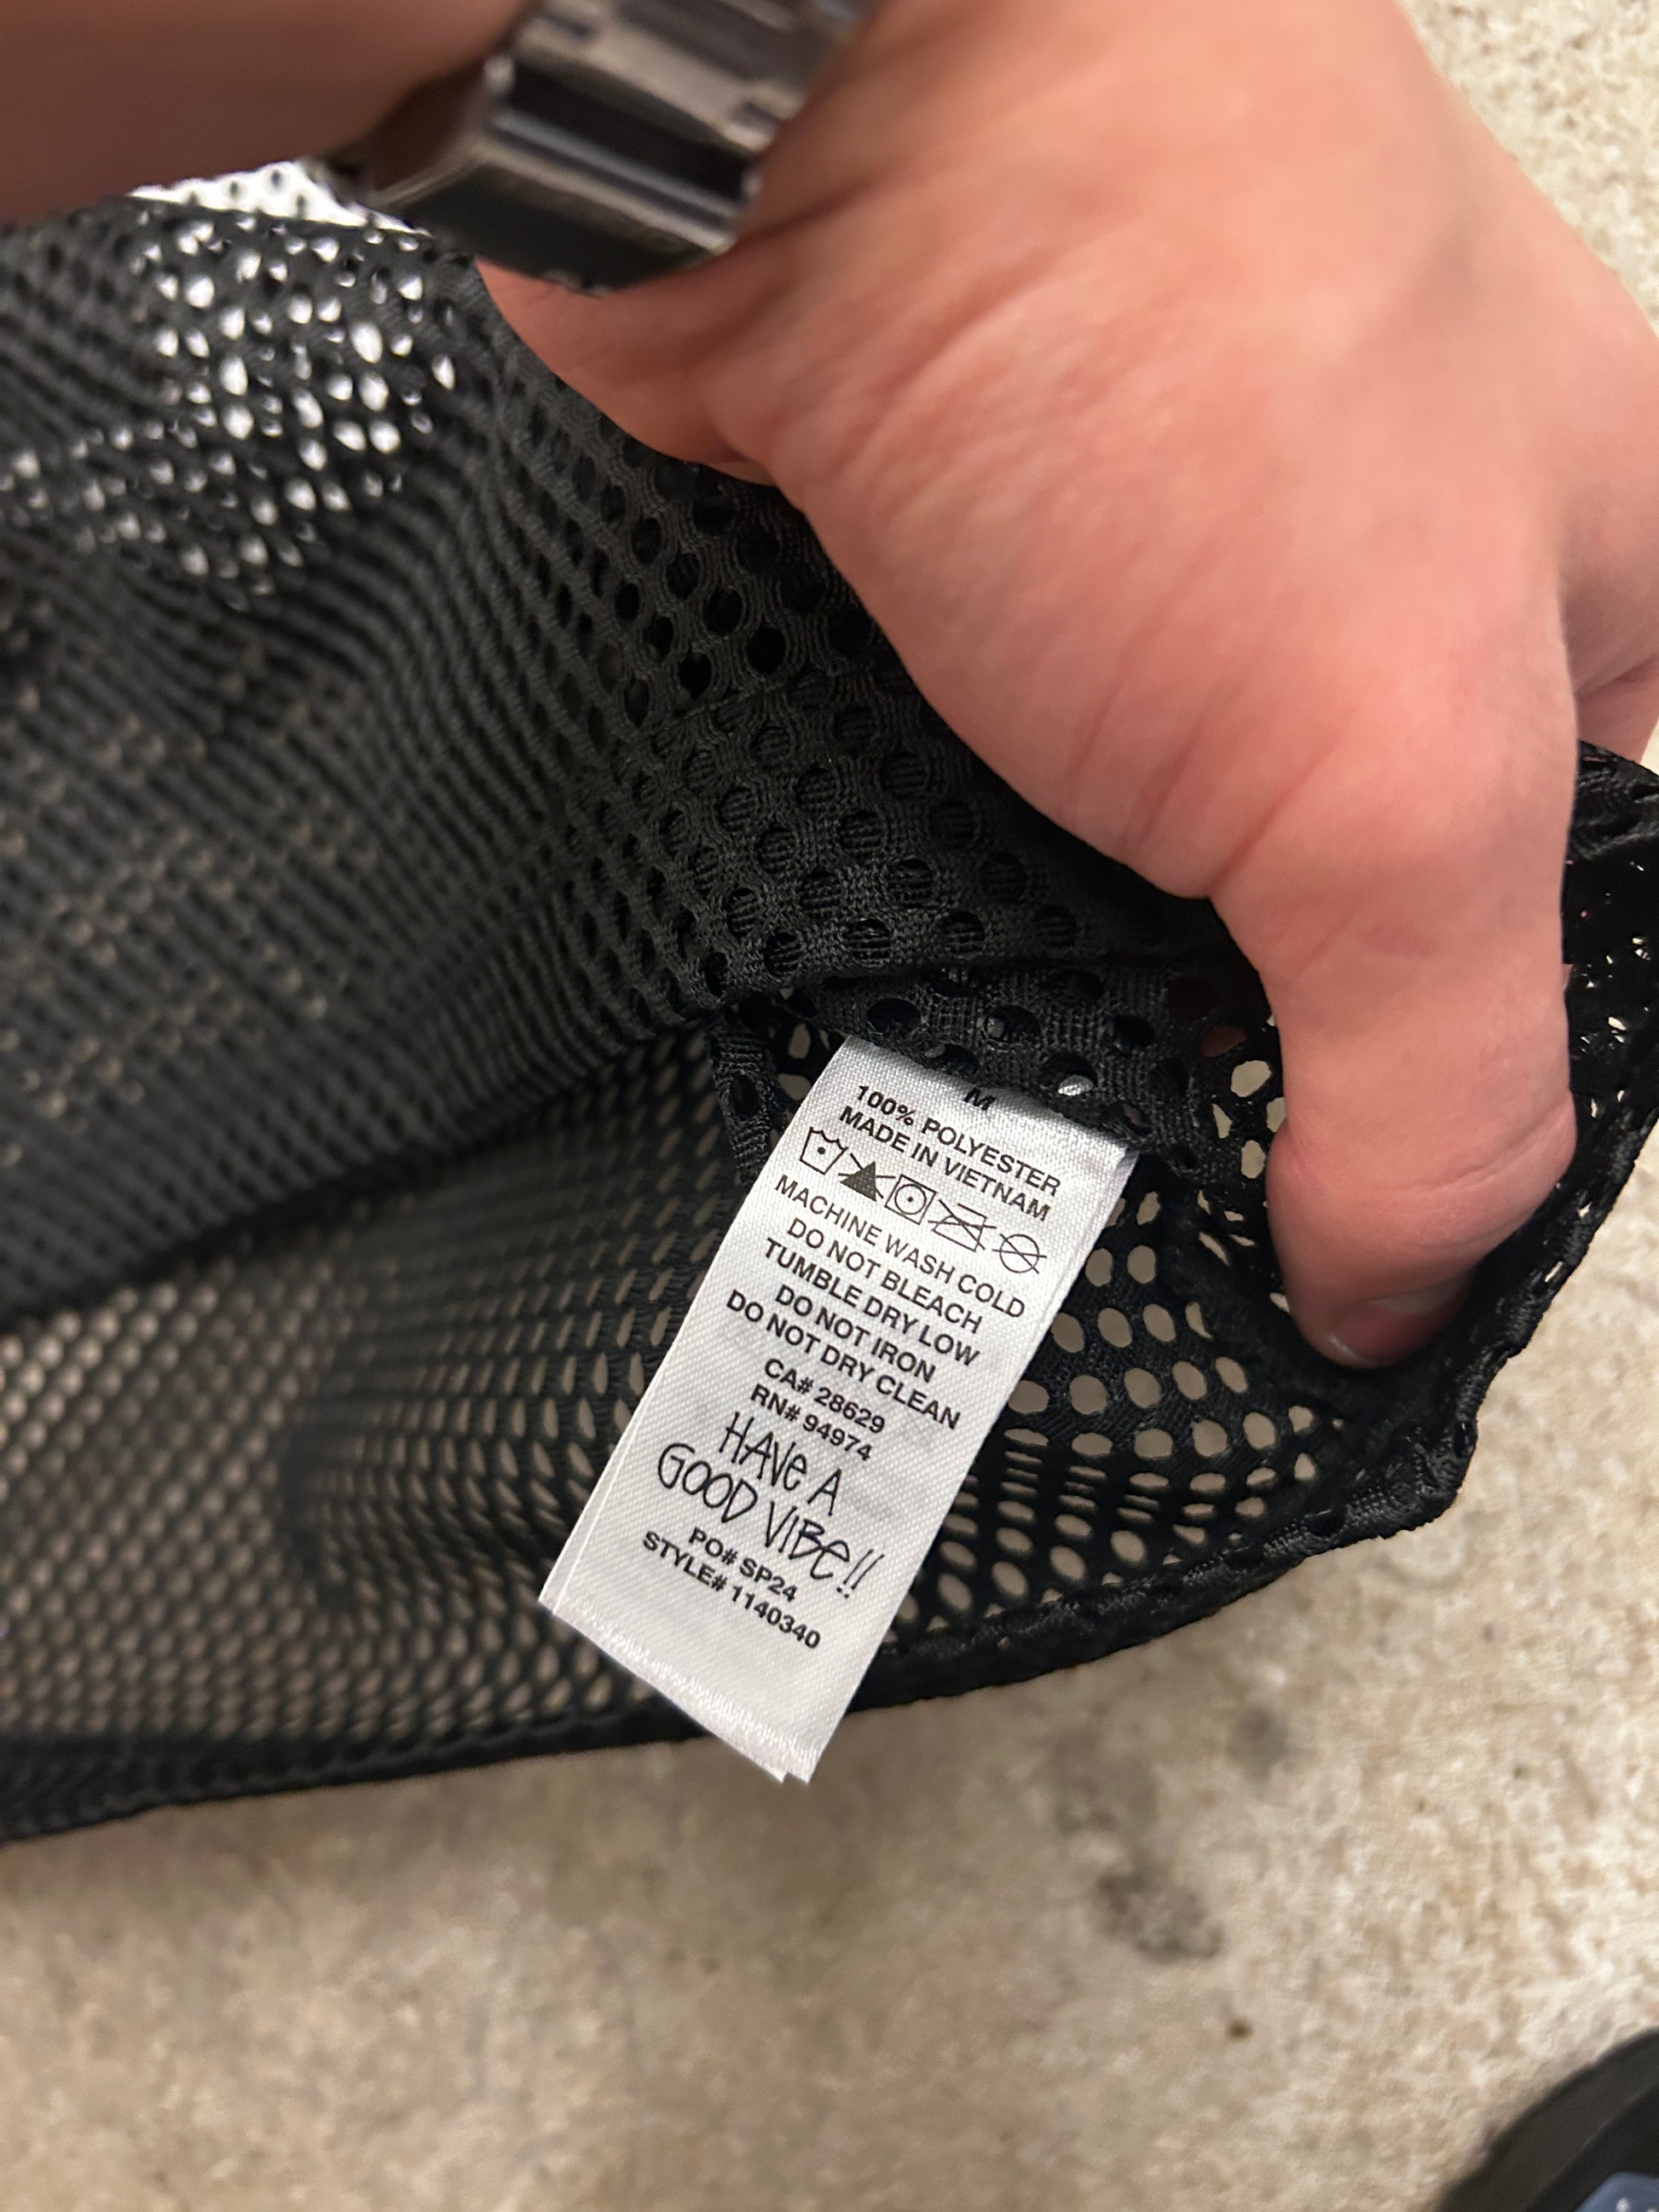 M
100% POLYESTER
MADE IN VIETNAM
MACHINE WASH COLD
DO NOT BLEACH
TUMBLE DRY LOW
DO NOT IRON
DO NOT DRY CLEAN
CA# 28629
RN# 94974
HAVE A
GOOD VIBE!!
PO# SP24
STYLE# 1140340